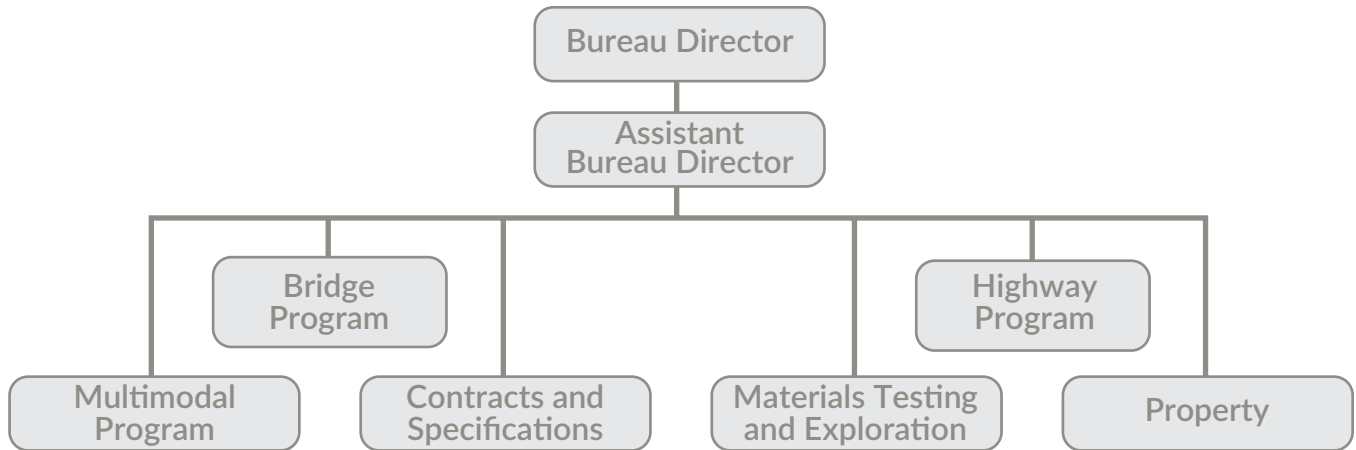 Bureau Director
Assistant
Bureau Director
Bridge
Program
Highway
Program
Multimodal
Program
Contracts and
Specifications
Materials Testing
and Exploration
Property